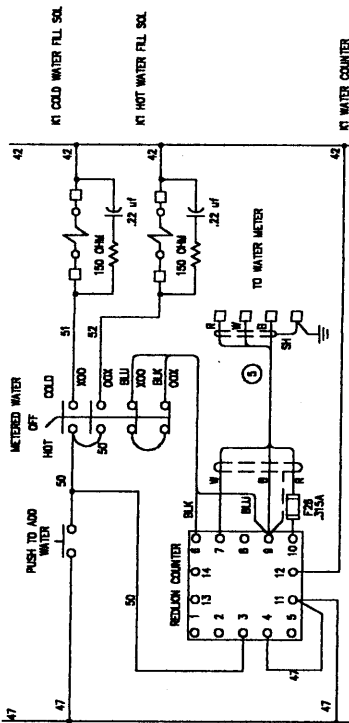 47
42
K1 COLD WATER FILL SOL
METERED WATER
HOT
OFF
COLD
PUSH TO ADD
WATER
47
50
51
42
XOO
150 OHM
.22 uf
K1 HOT WATER FILL SOL
50
52
42
OOX
150 OHM
.22 uf
BLU
XOO
BLK
OOX
50
REDLION COUNTER
1
2
3
4
5
13
14
11
12
6
7
8
9
10
BLK
BLU
W
B
R
F28
.315A
5
R
W
B
SH
TO WATER METER
47
47
42
K1 WATER COUNTER